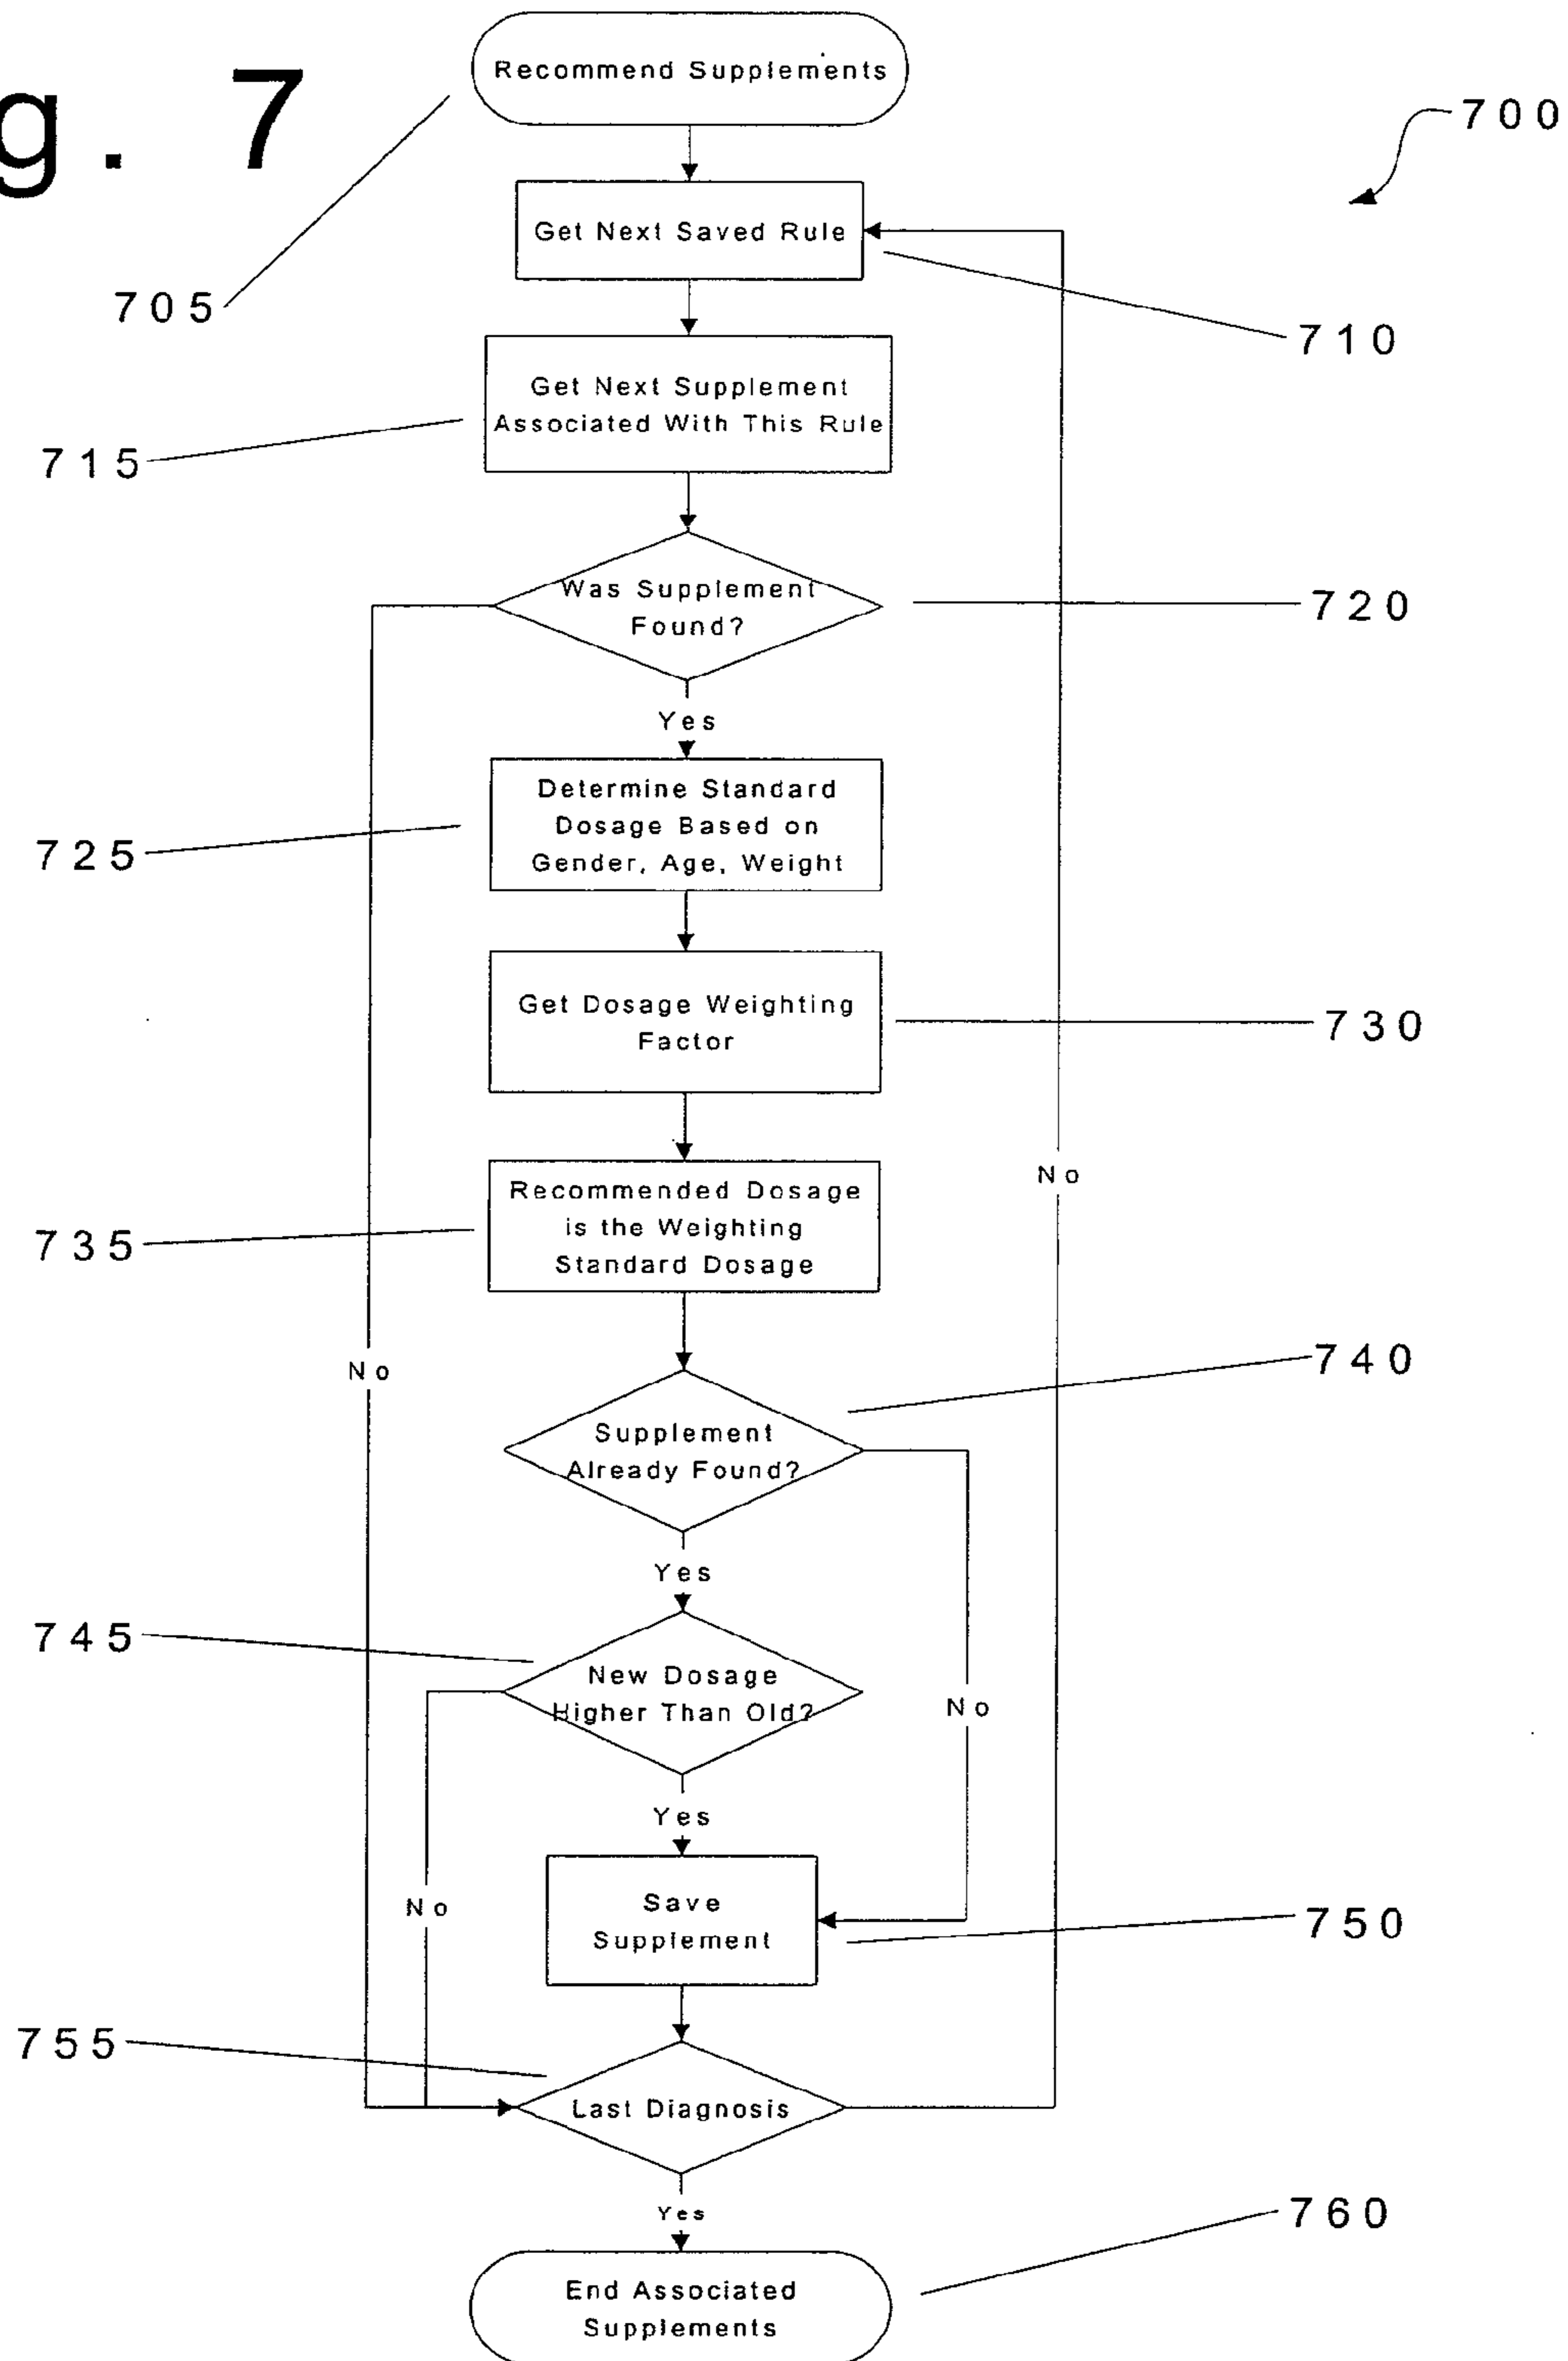 g. 7
Recommend Supplements
700
Get Next Saved Rule
705
710
Get Next Supplement
Associated With This Rule
715
Was Supplement
Found?
720
Yes
Determine Standard
Dosage Based on
Gender, Age, Weight
725
Get Dosage Weighting
Factor
730
No
Recommended Dosage
is the Weighting
Standard Dosage
735
No
740
Supplement
Already Found?
Yes
745
New Dosage
Higher Than Old?
No
Yes
No
Save
Supplement
750
755
Last Diagnosis
Yes
760
End Associated
Supplements